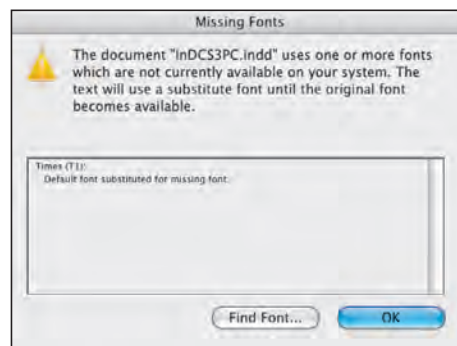 Missing Fonts
The document "InDCS3PC.indd" uses one or more fonts
which are not currently available on your system. The
text will use a substitute font until the original font
becomes available.
Times (T1):
Default font substituted for missing font.
Find Font...
OK